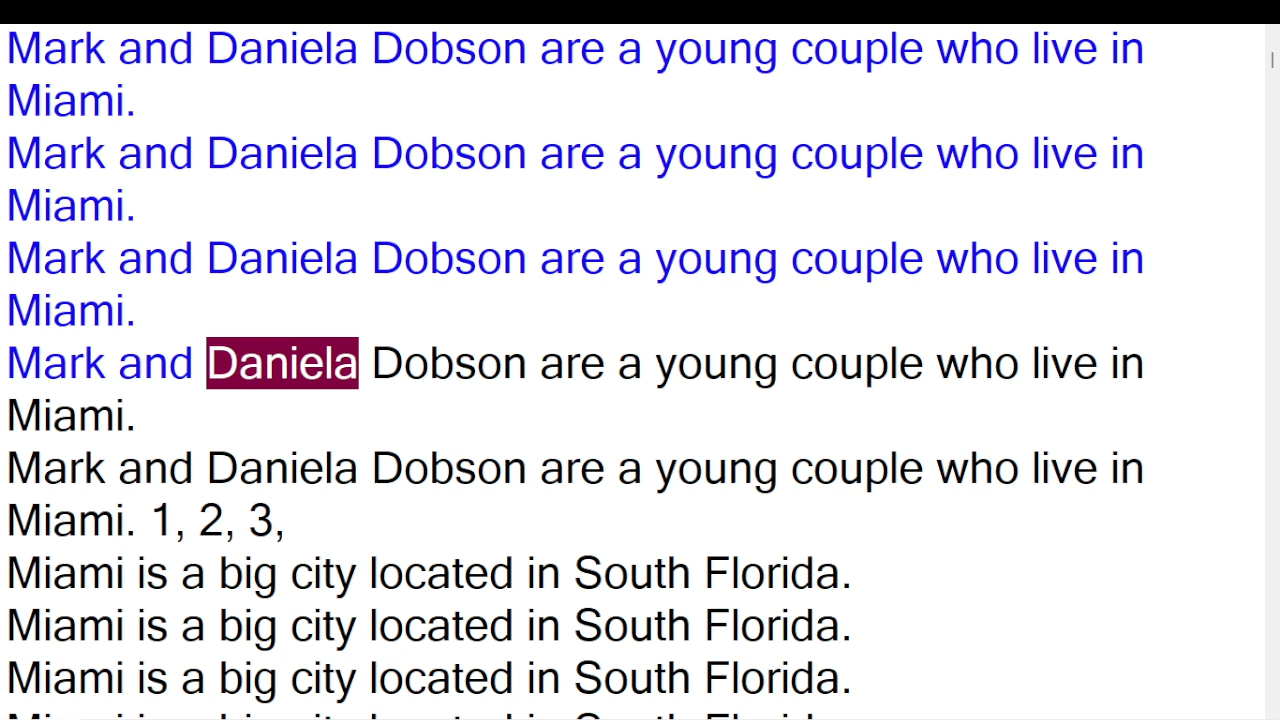 Mark and Daniela Dobson are a young couple who live in
Miami.
Mark and Daniela Dobson are a young couple who live in
Miami.
Mark and Daniela Dobson are a young couple who live in
Miami.
Mark and Daniela Dobson are a young couple who live in
Miami.
Mark and Daniela Dobson are a young couple who live in
Miami. 1, 2, 3,
Miami is a big city located in South Florida.
Miami is a big city located in South Florida.
Miami is a big city located in South Florida.